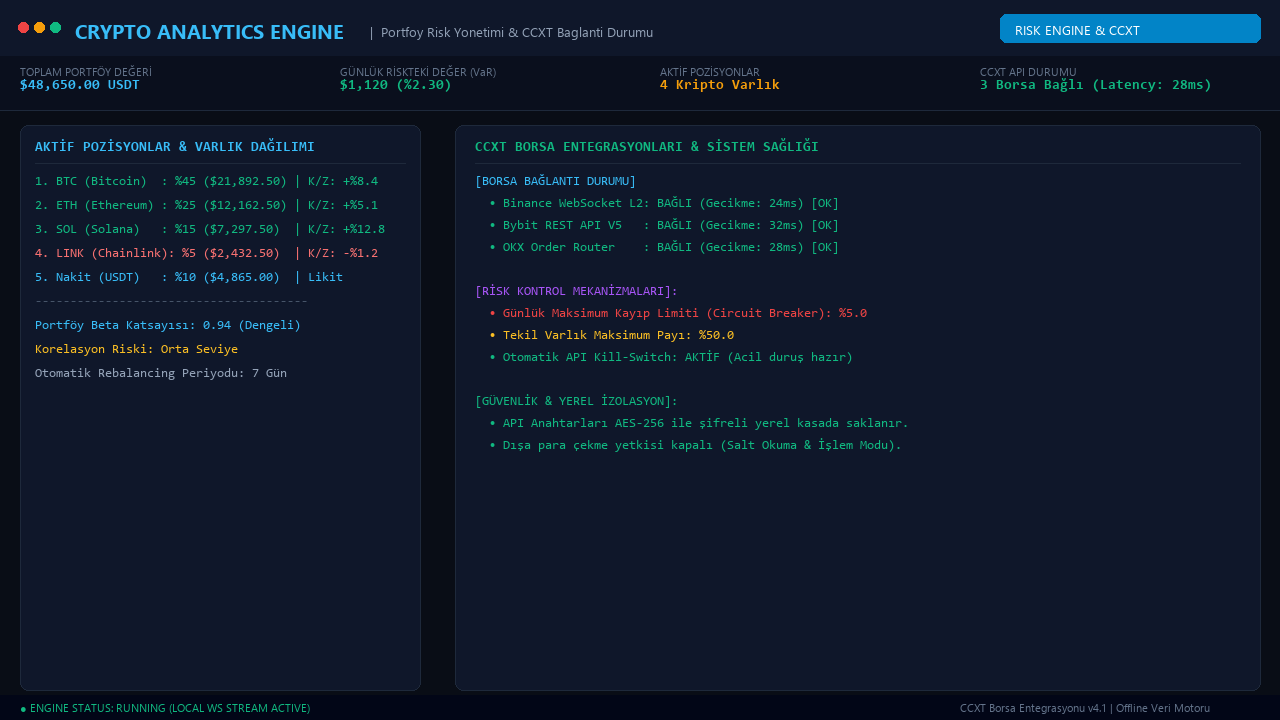 CRYPTO ANALYTICS ENGINE | Portfoy Risk Yonetimi & CCXT Baglanti Durumu
RISK ENGINE & CCXT
TOPLAM PORTFÖY DEĞERİ
$48,650.00 USDT
GÜNLÜK RİSKTEKİ DEĞER (VaR)
$1,120 (%2.30)
AKTİF POZİSYONLAR
4 Kripto Varlık
CCXT API DURUMU
3 Borsa Bağlı (Latency: 28ms)
AKTİF POZİSYONLAR & VARLIK DAĞILIMI
1. BTC (Bitcoin)  : %45 ($21,892.50) | K/Z: +%8.4
2. ETH (Ethereum) : %25 ($12,162.50) | K/Z: +%5.1
3. SOL (Solana)   : %15 ($7,297.50)  | K/Z: +%12.8
4. LINK (Chainlink): %5 ($2,432.50)  | K/Z: -%1.2
5. Nakit (USDT)   : %10 ($4,865.00)  | Likit
---------------------------------------
Portföy Beta Katsayısı: 0.94 (Dengeli)
Korelasyon Riski: Orta Seviye
Otomatik Rebalancing Periyodu: 7 Gün
CCXT BORSA ENTEGRASYONLARI & SİSTEM SAĞLIĞI
[BORSA BAĞLANTI DURUMU]
• Binance WebSocket L2: BAĞLI (Gecikme: 24ms) [OK]
• Bybit REST API V5   : BAĞLI (Gecikme: 32ms) [OK]
• OKX Order Router    : BAĞLI (Gecikme: 28ms) [OK]
[RİSK KONTROL MEKANİZMALARI]:
• Günlük Maksimum Kayıp Limiti (Circuit Breaker): %5.0
• Tekil Varlık Maksimum Payı: %50.0
• Otomatik API Kill-Switch: AKTİF (Acil duruş hazır)
[GÜVENLİK & YEREL İZOLASYON]:
• API Anahtarları AES-256 ile şifreli yerel kasada saklanır.
• Dışa para çekme yetkisi kapalı (Salt Okuma & İşlem Modu).
● ENGINE STATUS: RUNNING (LOCAL WS STREAM ACTIVE)
CCXT Borsa Entegrasyonu v4.1 | Offline Veri Motoru